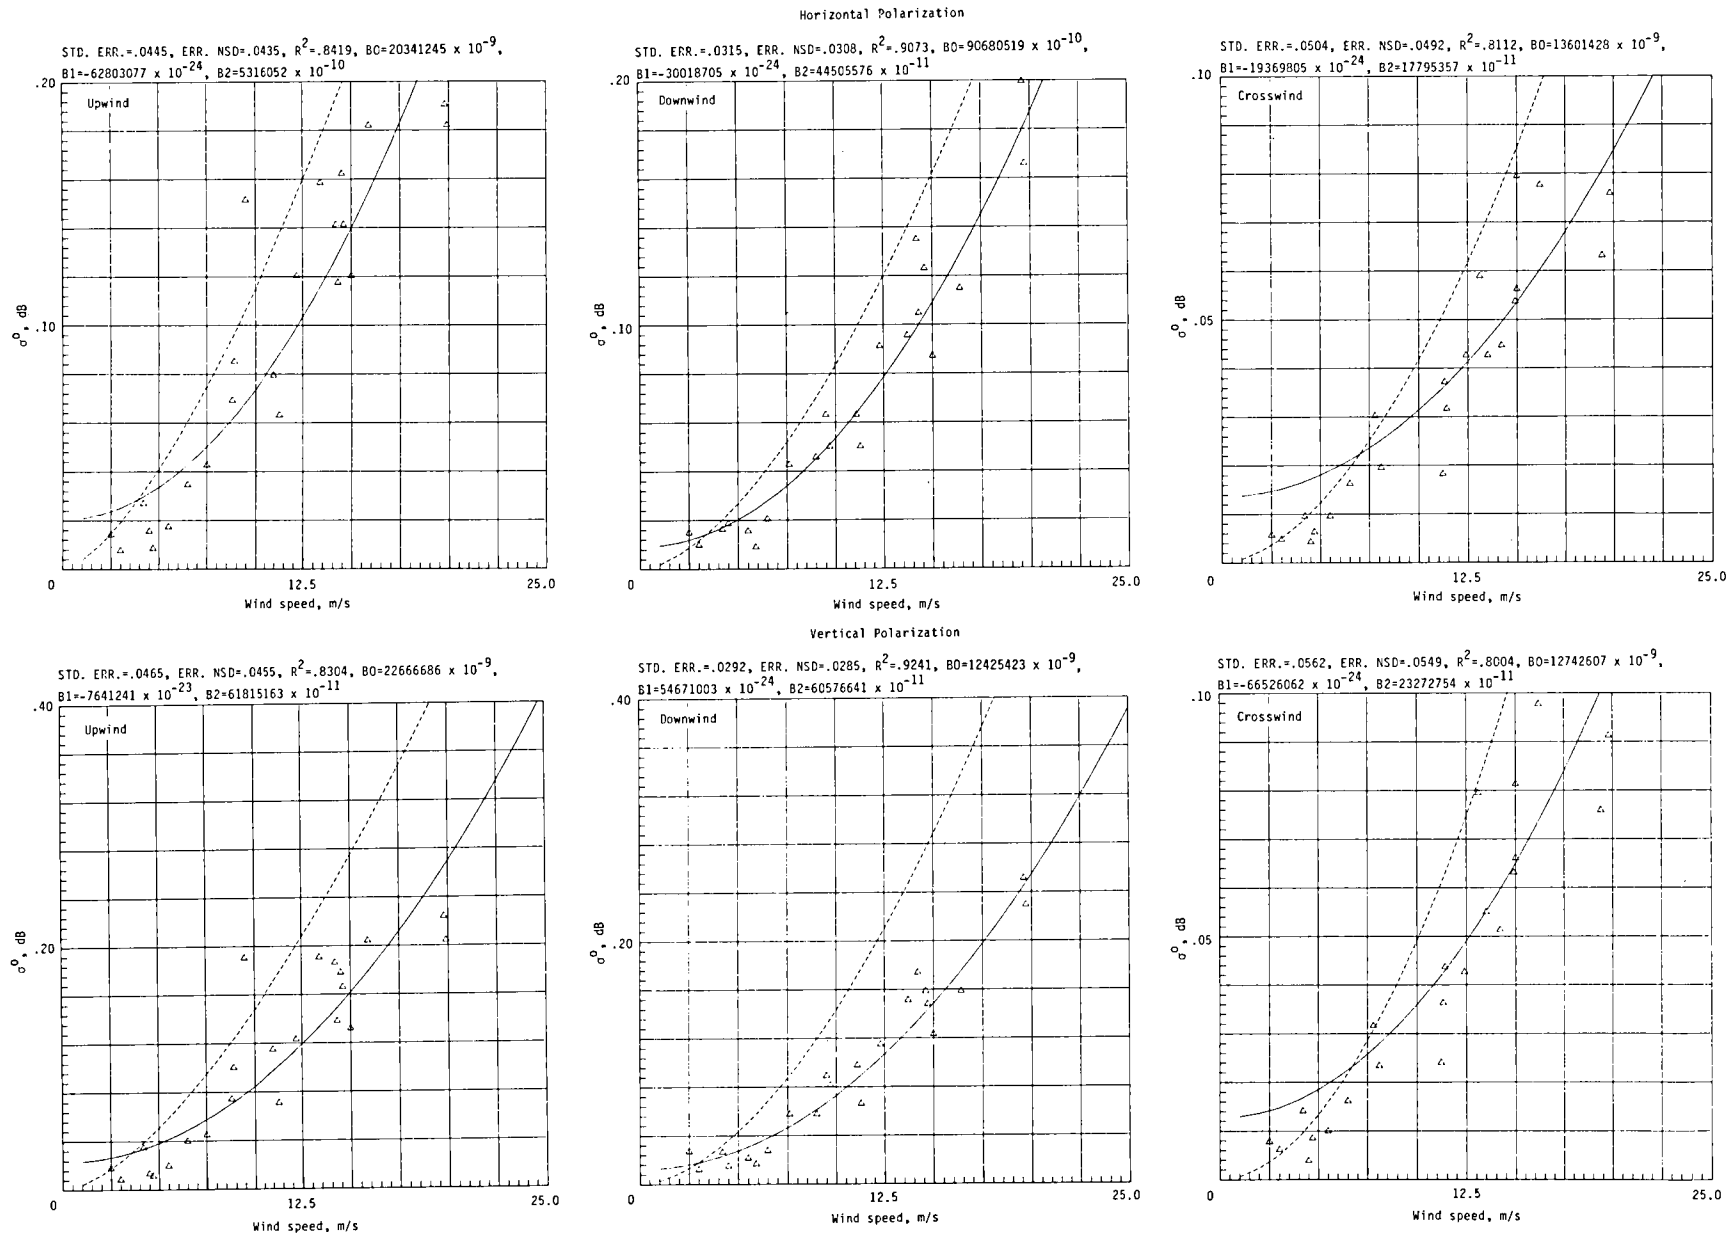 Horizontal Polarization
STD. ERR.=.0445, ERR. NSD=.0435, R²=.8419, BO=20341245 x 10⁻⁹,
B1=-62803077 x 10⁻²⁴, B2=5316052 x 10⁻¹⁰
.20
Upwind
σ⁰, dB
.10
0
12.5
25.0
Wind speed, m/s
STD. ERR.=.0315, ERR. NSD=.0308, R²=.9073, BO=90680519 x 10⁻¹⁰,
B1=-30018705 x 10⁻²⁴, B2=44505576 x 10⁻¹¹
.20
Downwind
σ⁰, dB
.10
0
12.5
25.0
Wind speed, m/s
STD. ERR.=.0504, ERR. NSD=.0492, R²=.8112, BO=13601428 x 10⁻⁹,
B1=-19369805 x 10⁻²⁴, B2=17795357 x 10⁻¹¹
.10
Crosswind
σ⁰, dB
.05
0
12.5
25.0
Wind speed, m/s
Vertical Polarization
STD. ERR.=.0465, ERR. NSD=.0455, R²=.8304, BO=22666686 x 10⁻⁹,
B1=-7641241 x 10⁻²³, B2=61815163 x 10⁻¹¹
.40
Upwind
σ⁰, dB
.20
0
12.5
25.0
Wind speed, m/s
STD. ERR.=.0292, ERR. NSD=.0285, R²=.9241, BO=12425423 x 10⁻⁹,
B1=54671003 x 10⁻²⁴, B2=60576641 x 10⁻¹¹
.40
Downwind
σ⁰, dB
.20
0
12.5
25.0
Wind speed, m/s
STD. ERR.=.0562, ERR. NSD=.0549, R²=.8004, BO=12742607 x 10⁻⁹,
B1=-66526062 x 10⁻²⁴, B2=23272754 x 10⁻¹¹
.10
Crosswind
σ⁰, dB
.05
0
12.5
25.0
Wind speed, m/s